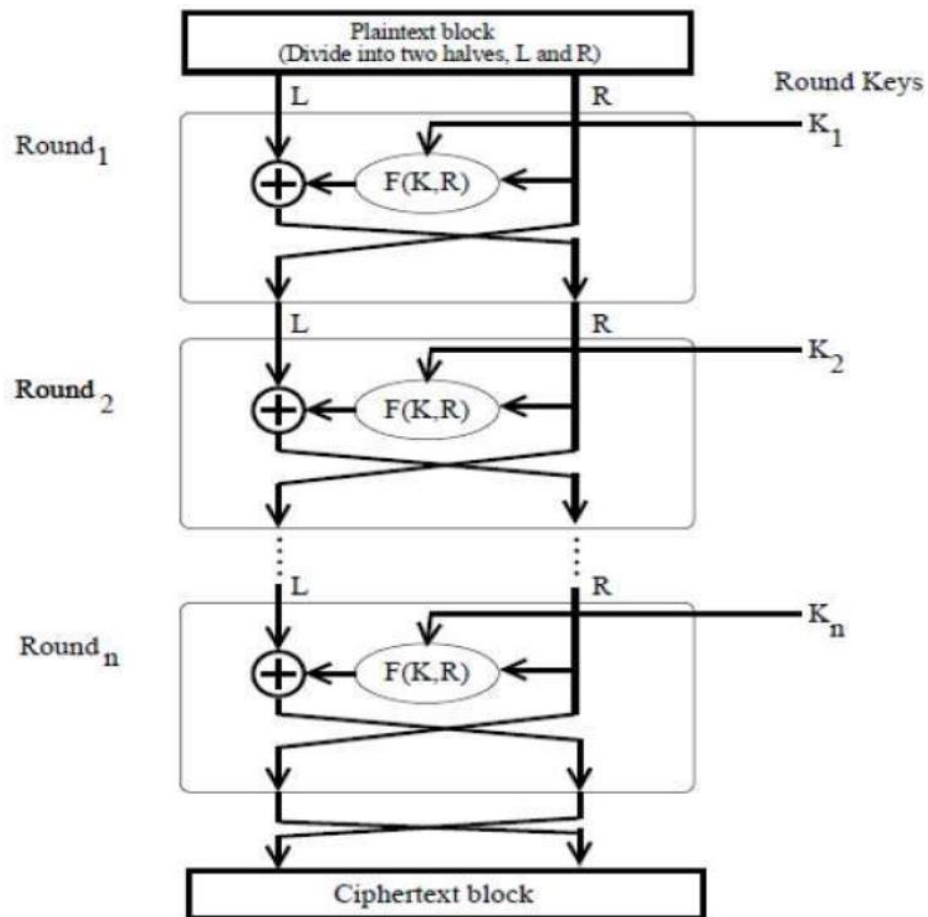 Plaintext block
(Divide into two halves, L and R)
L
R
Round Keys
K1
Round1
F(K,R)
L
R
K2
Round2
F(K,R)
L
R
Kn
Roundn
F(K,R)
Ciphertext block